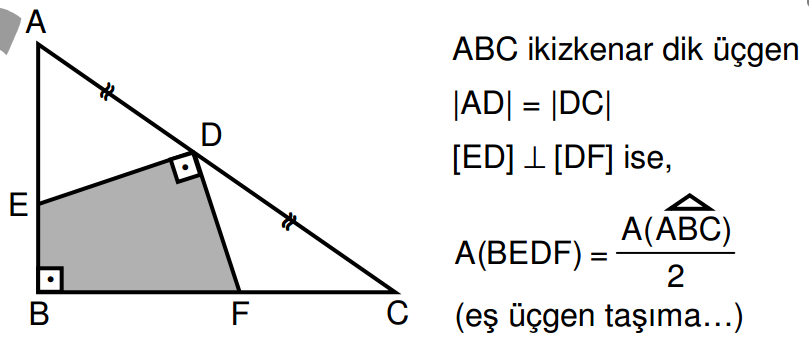 A
ABC ikizkenar dik üçgen
|AD| = |DC|
D
[ED] ⊥ [DF] ise,
E
A(BEDF) = A(ABC) / 2
B F C
(eş üçgen taşıma...)